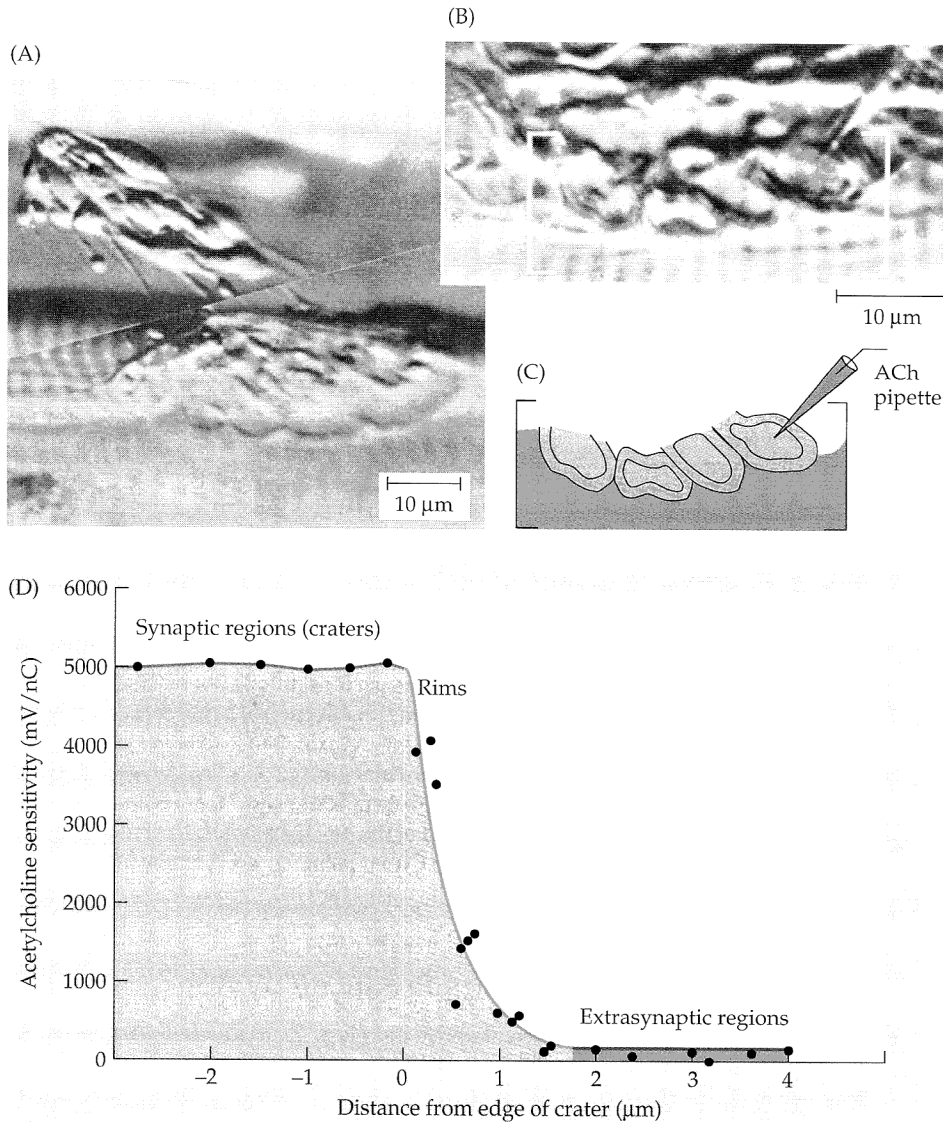 (A)
10 µm
(B)
10 µm
(C)
ACh
pipette
(D)
Acetylcholine sensitivity (mV/nC)
6000
5000
4000
3000
2000
1000
0
Synaptic regions (craters)
Rims
Extrasynaptic regions
–2 –1 0 1 2 3 4
Distance from edge of crater (µm)